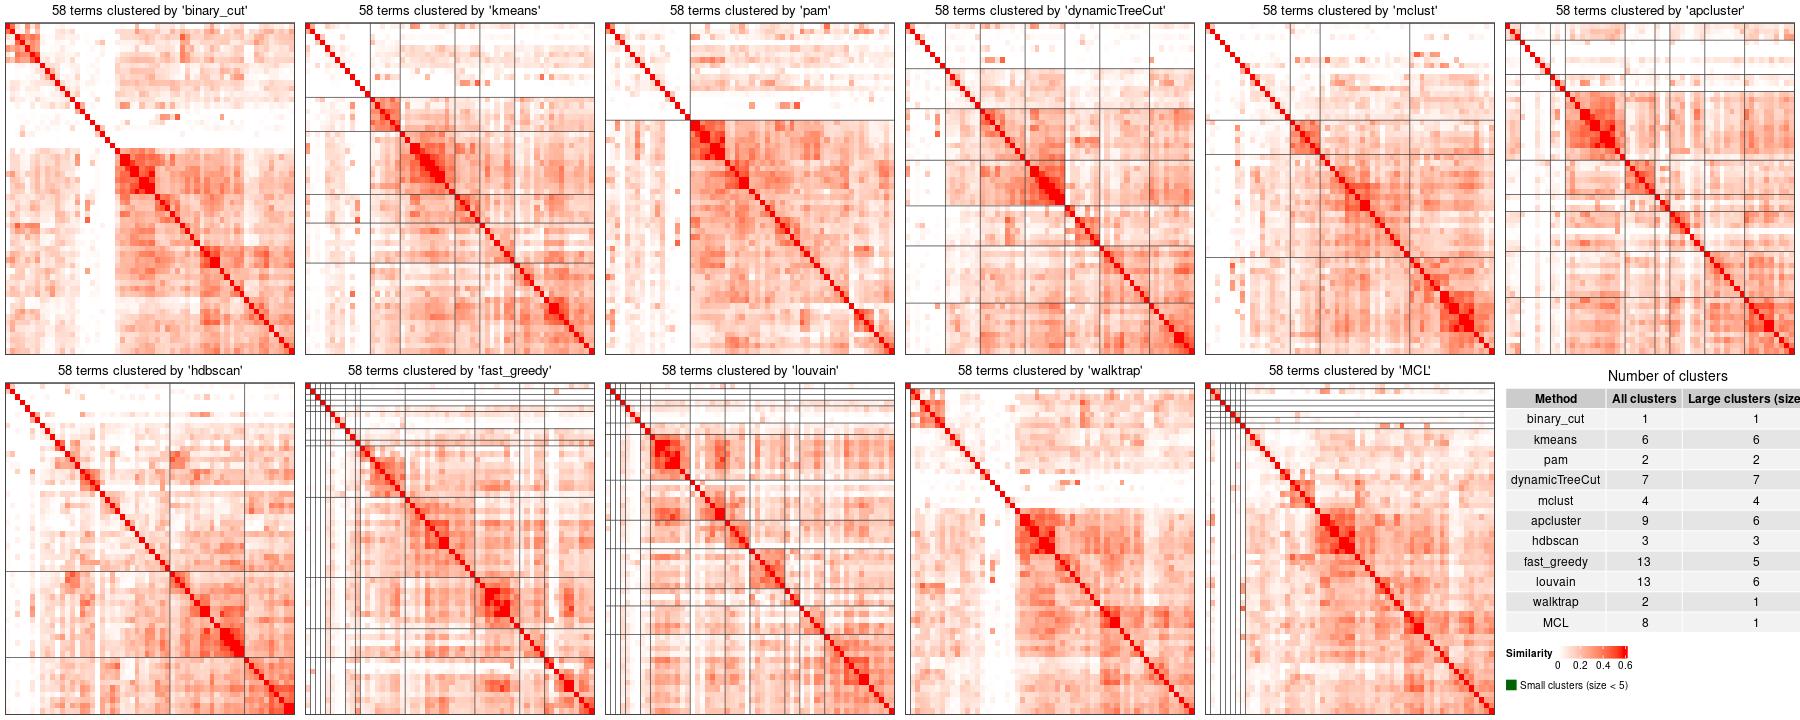 58 terms clustered by 'binary_cut'
58 terms clustered by 'kmeans'
58 terms clustered by 'pam'
58 terms clustered by 'dynamicTreeCut'
58 terms clustered by 'mclust'
58 terms clustered by 'apcluster'
58 terms clustered by 'hdbscan'
58 terms clustered by 'fast_greedy'
58 terms clustered by 'louvain'
58 terms clustered by 'walktrap'
58 terms clustered by 'MCL'
Number of clusters
Method All clusters Large clusters (size
binary_cut 1 1
kmeans 6 6
pam 2 2
dynamicTreeCut 7 7
mclust 4 4
apcluster 9 6
hdbscan 3 3
fast_greedy 13 5
louvain 13 6
walktrap 2 1
MCL 8 1
Similarity
0 0.2 0.4 0.6
Small clusters (size < 5)